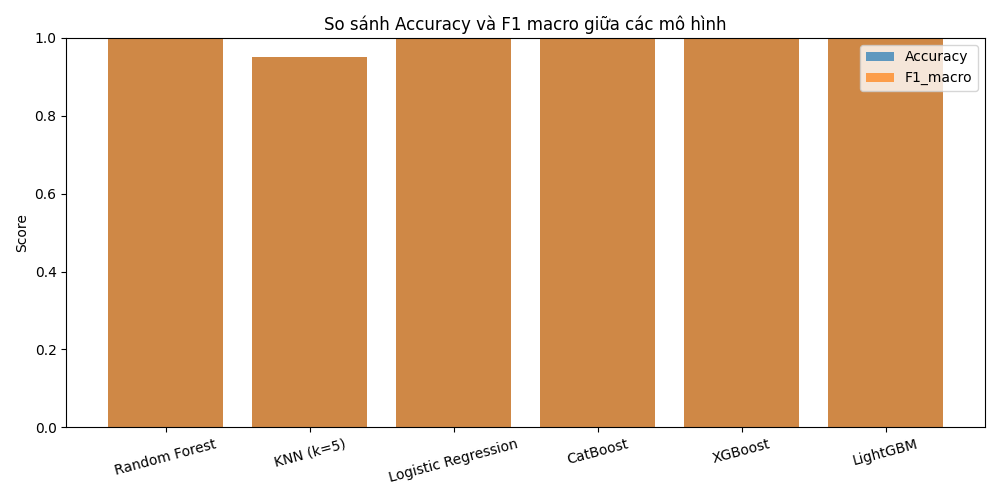 So sánh Accuracy và F1 macro giữa các mô hình
Accuracy
F1_macro
Score
1.0
0.8
0.6
0.4
0.2
0.0
Random Forest
KNN (k=5)
Logistic Regression
CatBoost
XGBoost
LightGBM